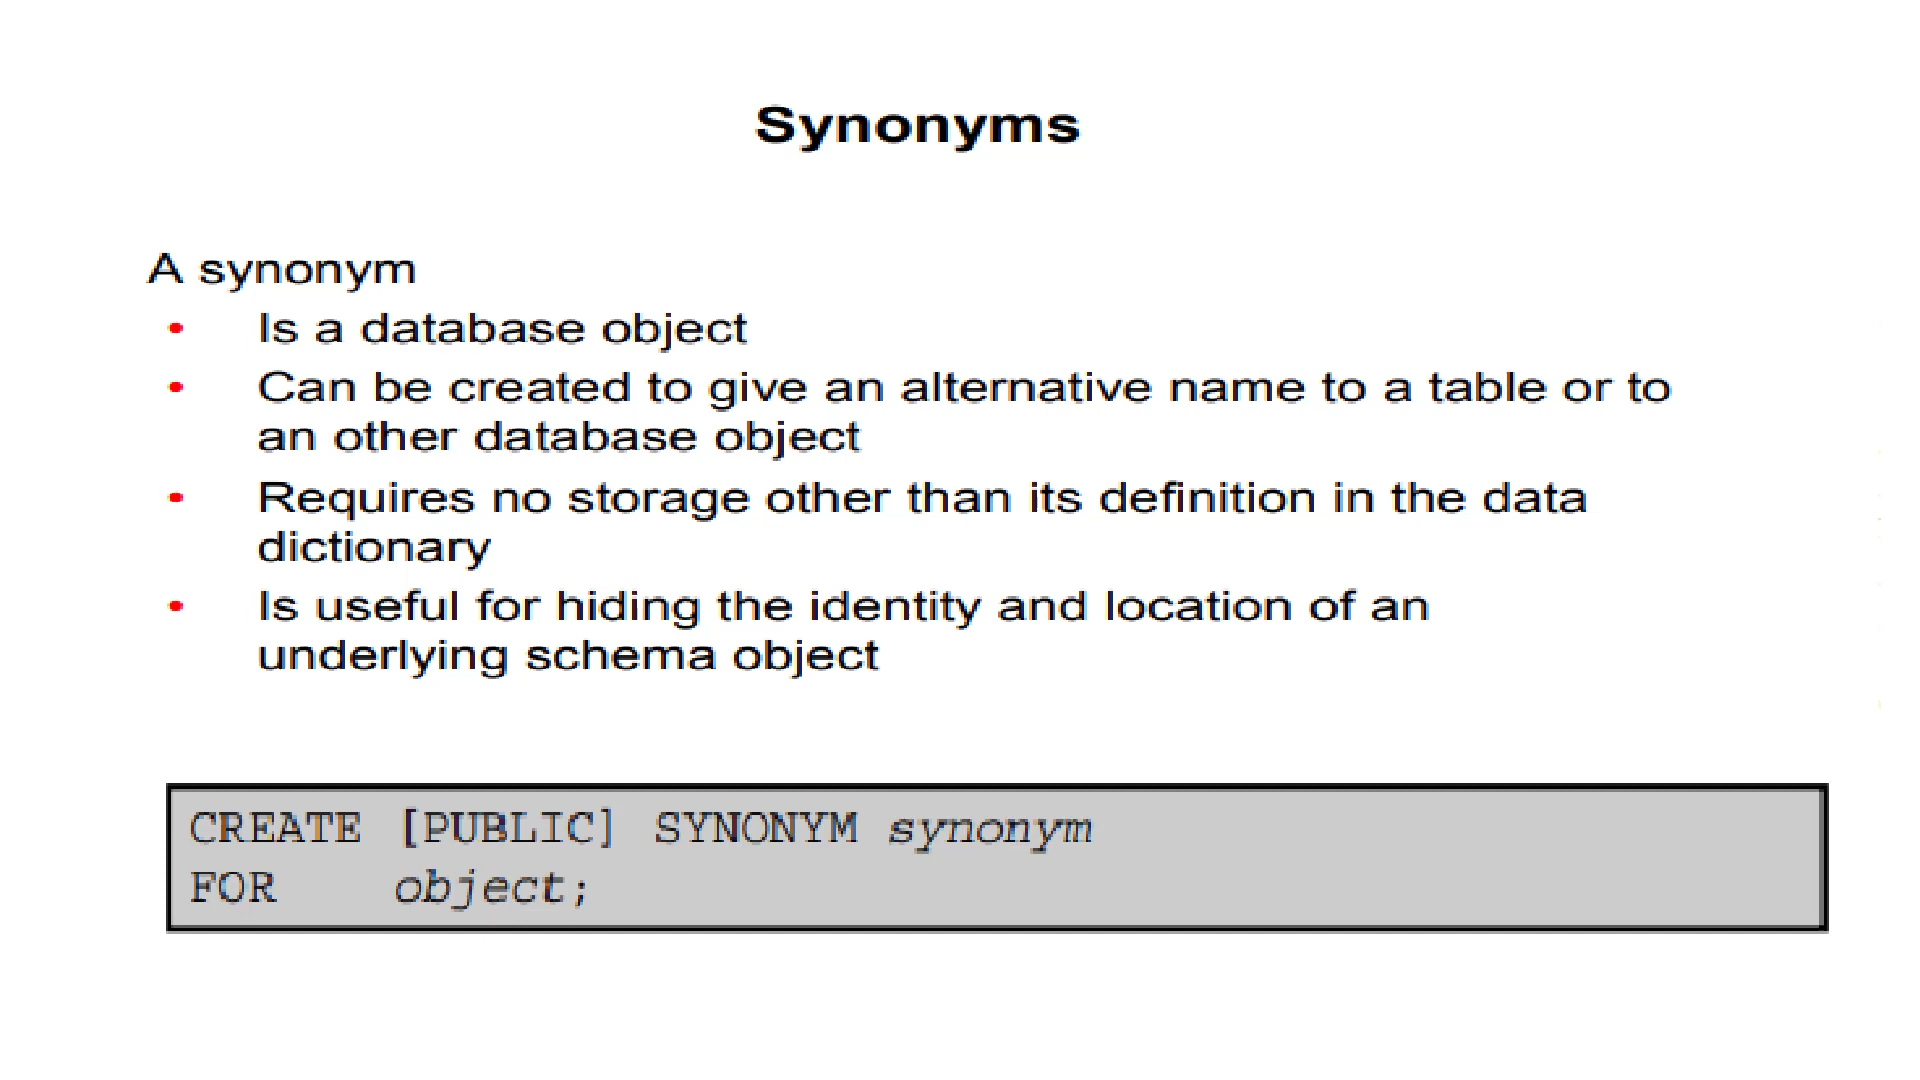 Synonyms
A synonym
• Is a database object
• Can be created to give an alternative name to a table or to
an other database object
• Requires no storage other than its definition in the data
dictionary
• Is useful for hiding the identity and location of an
underlying schema object
CREATE [PUBLIC] SYNONYM synonym
FOR object;